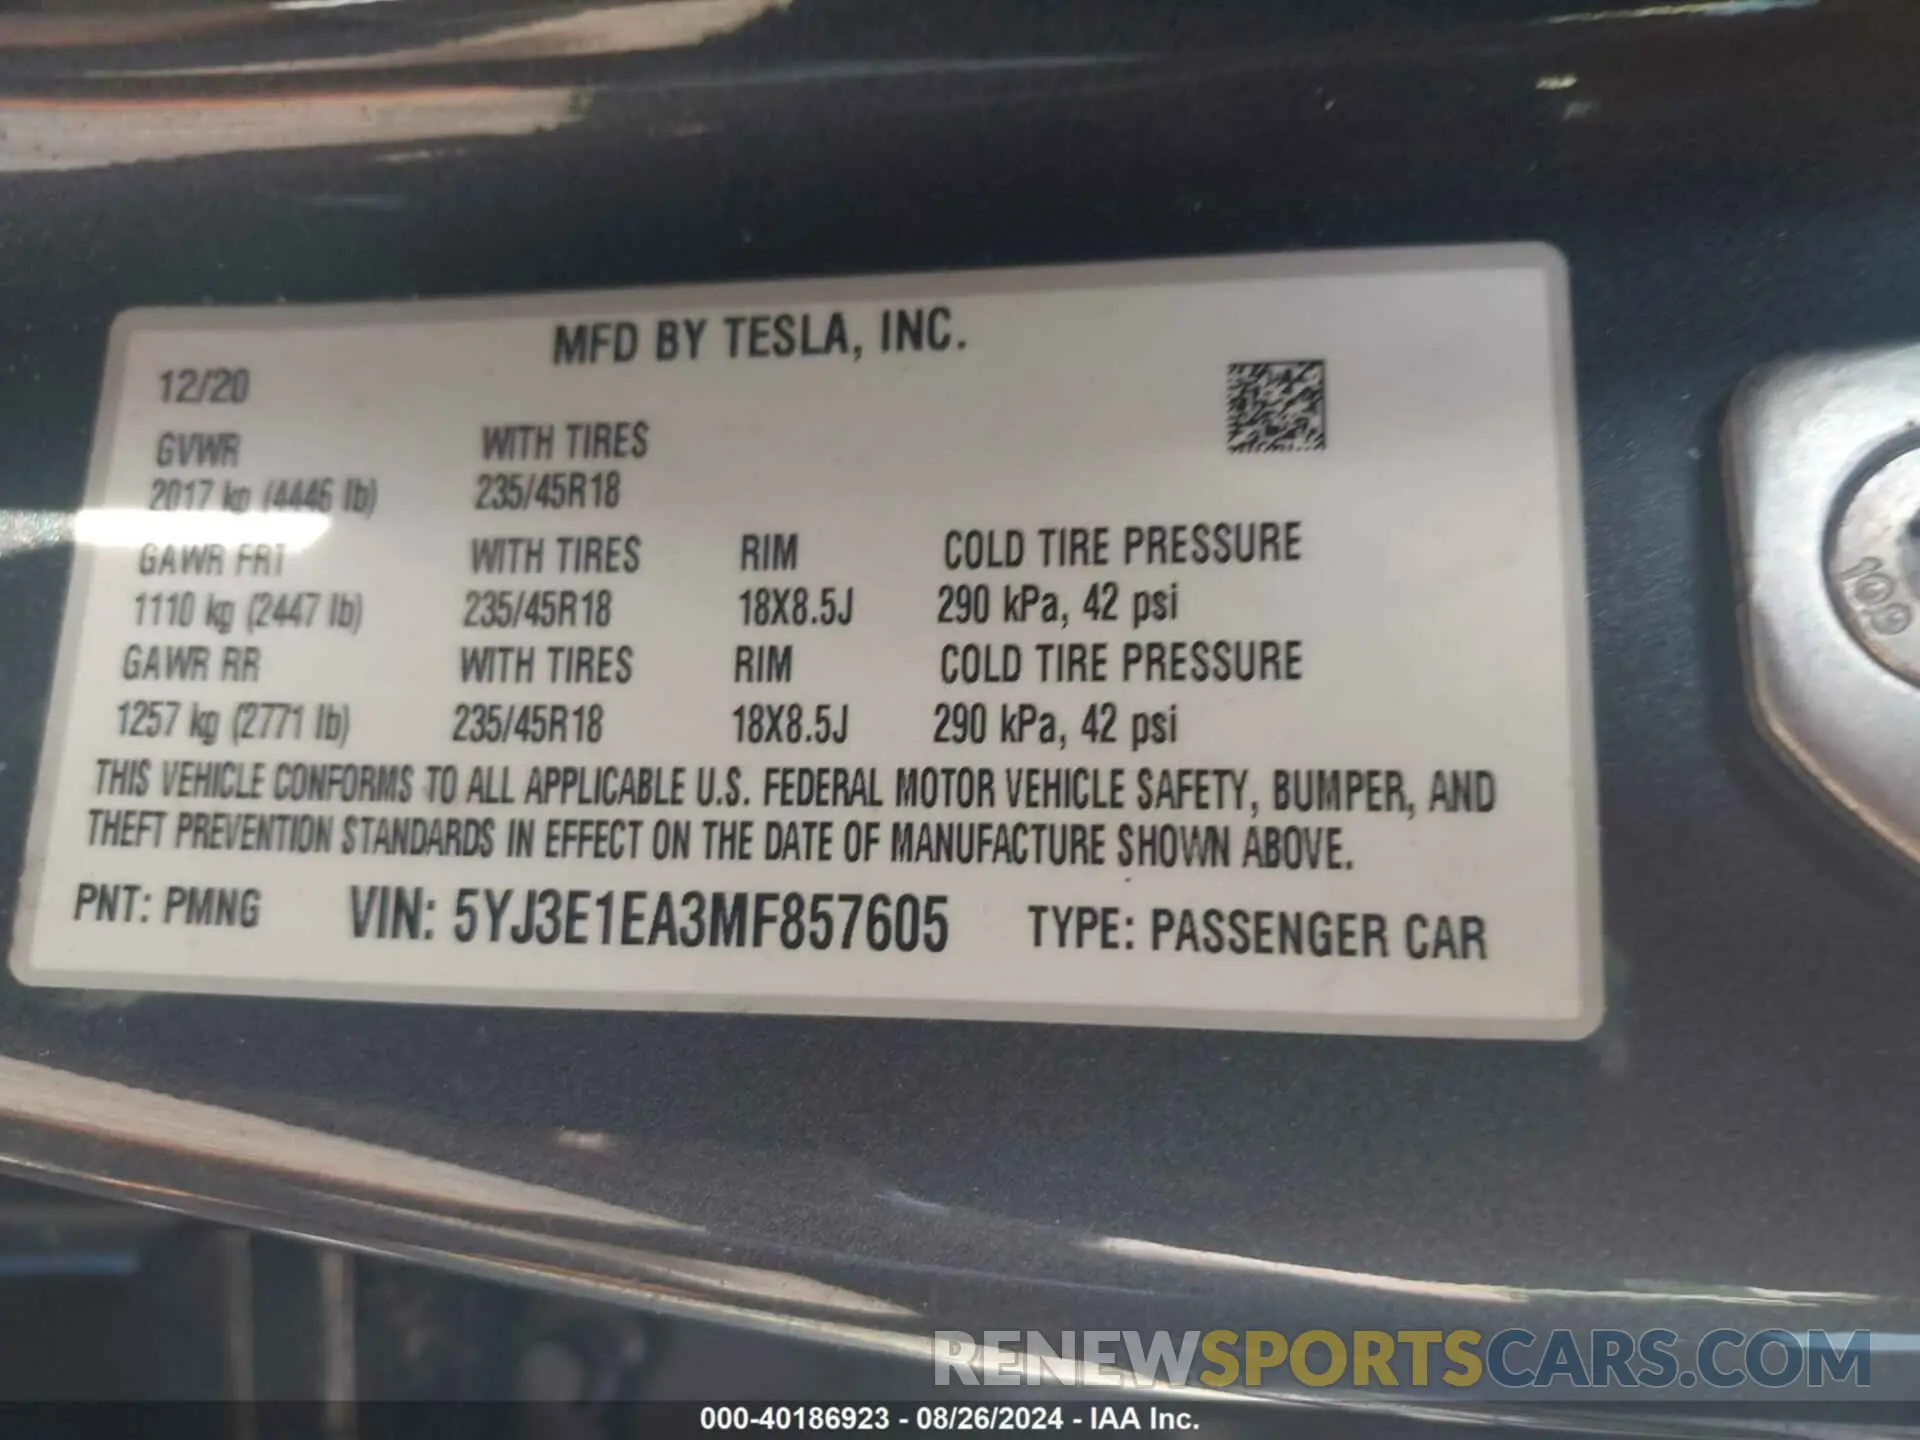 MFD BY TESLA, INC.
12/20
GVWR WITH TIRES
2017 kg (4446 lb) 235/45R18
GAWR FRT WITH TIRES RIM COLD TIRE PRESSURE
1110 kg (2447 lb) 235/45R18 18X8.5J 290 kPa, 42 psi
GAWR RR WITH TIRES RIM COLD TIRE PRESSURE
1257 kg (2771 lb) 235/45R18 18X8.5J 290 kPa, 42 psi
THIS VEHICLE CONFORMS TO ALL APPLICABLE U.S. FEDERAL MOTOR VEHICLE SAFETY, BUMPER, AND
THEFT PREVENTION STANDARDS IN EFFECT ON THE DATE OF MANUFACTURE SHOWN ABOVE.
PNT: PMNG VIN: 5YJ3E1EA3MF857605 TYPE: PASSENGER CAR
10.9
RENEWSPORTSCARS.COM
000-40186923 - 08/26/2024 - IAA Inc.